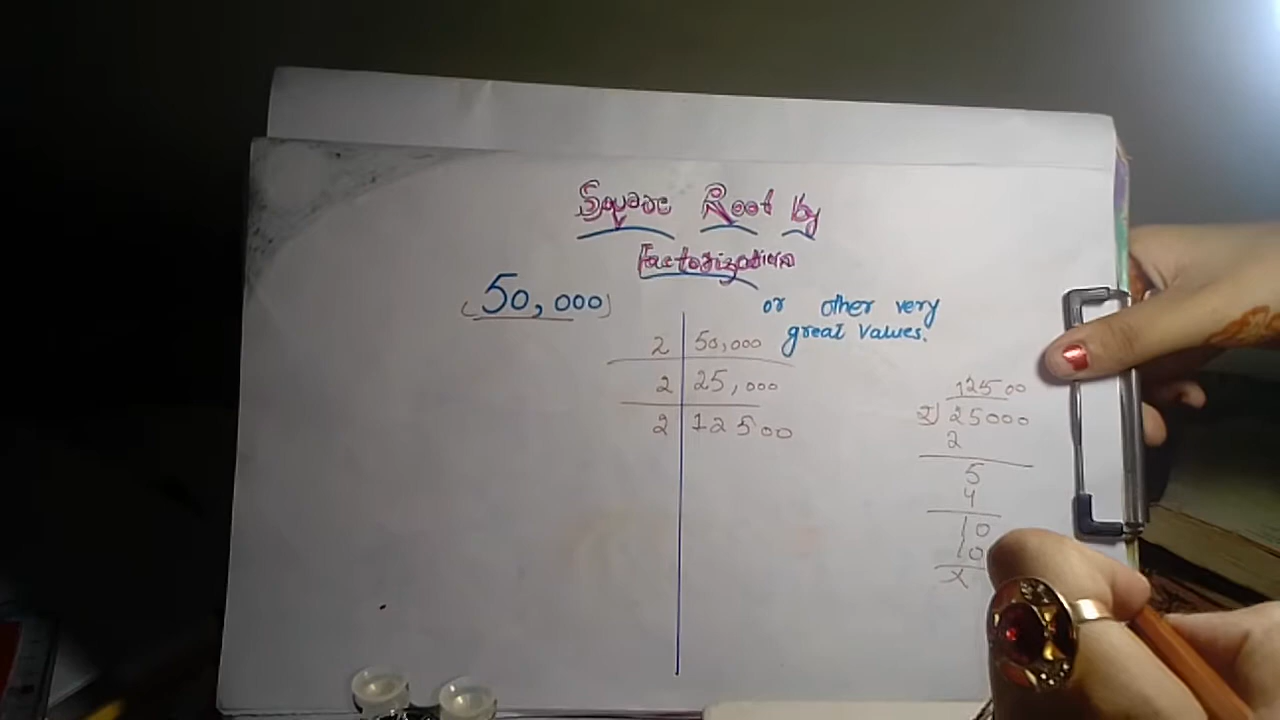 Square Root by
Factorization
(50,000)
or other very
great values.
2 | 50,000
2 | 25,000
2 | 12500
12500
2) 25000
2
5
4
10
10
x